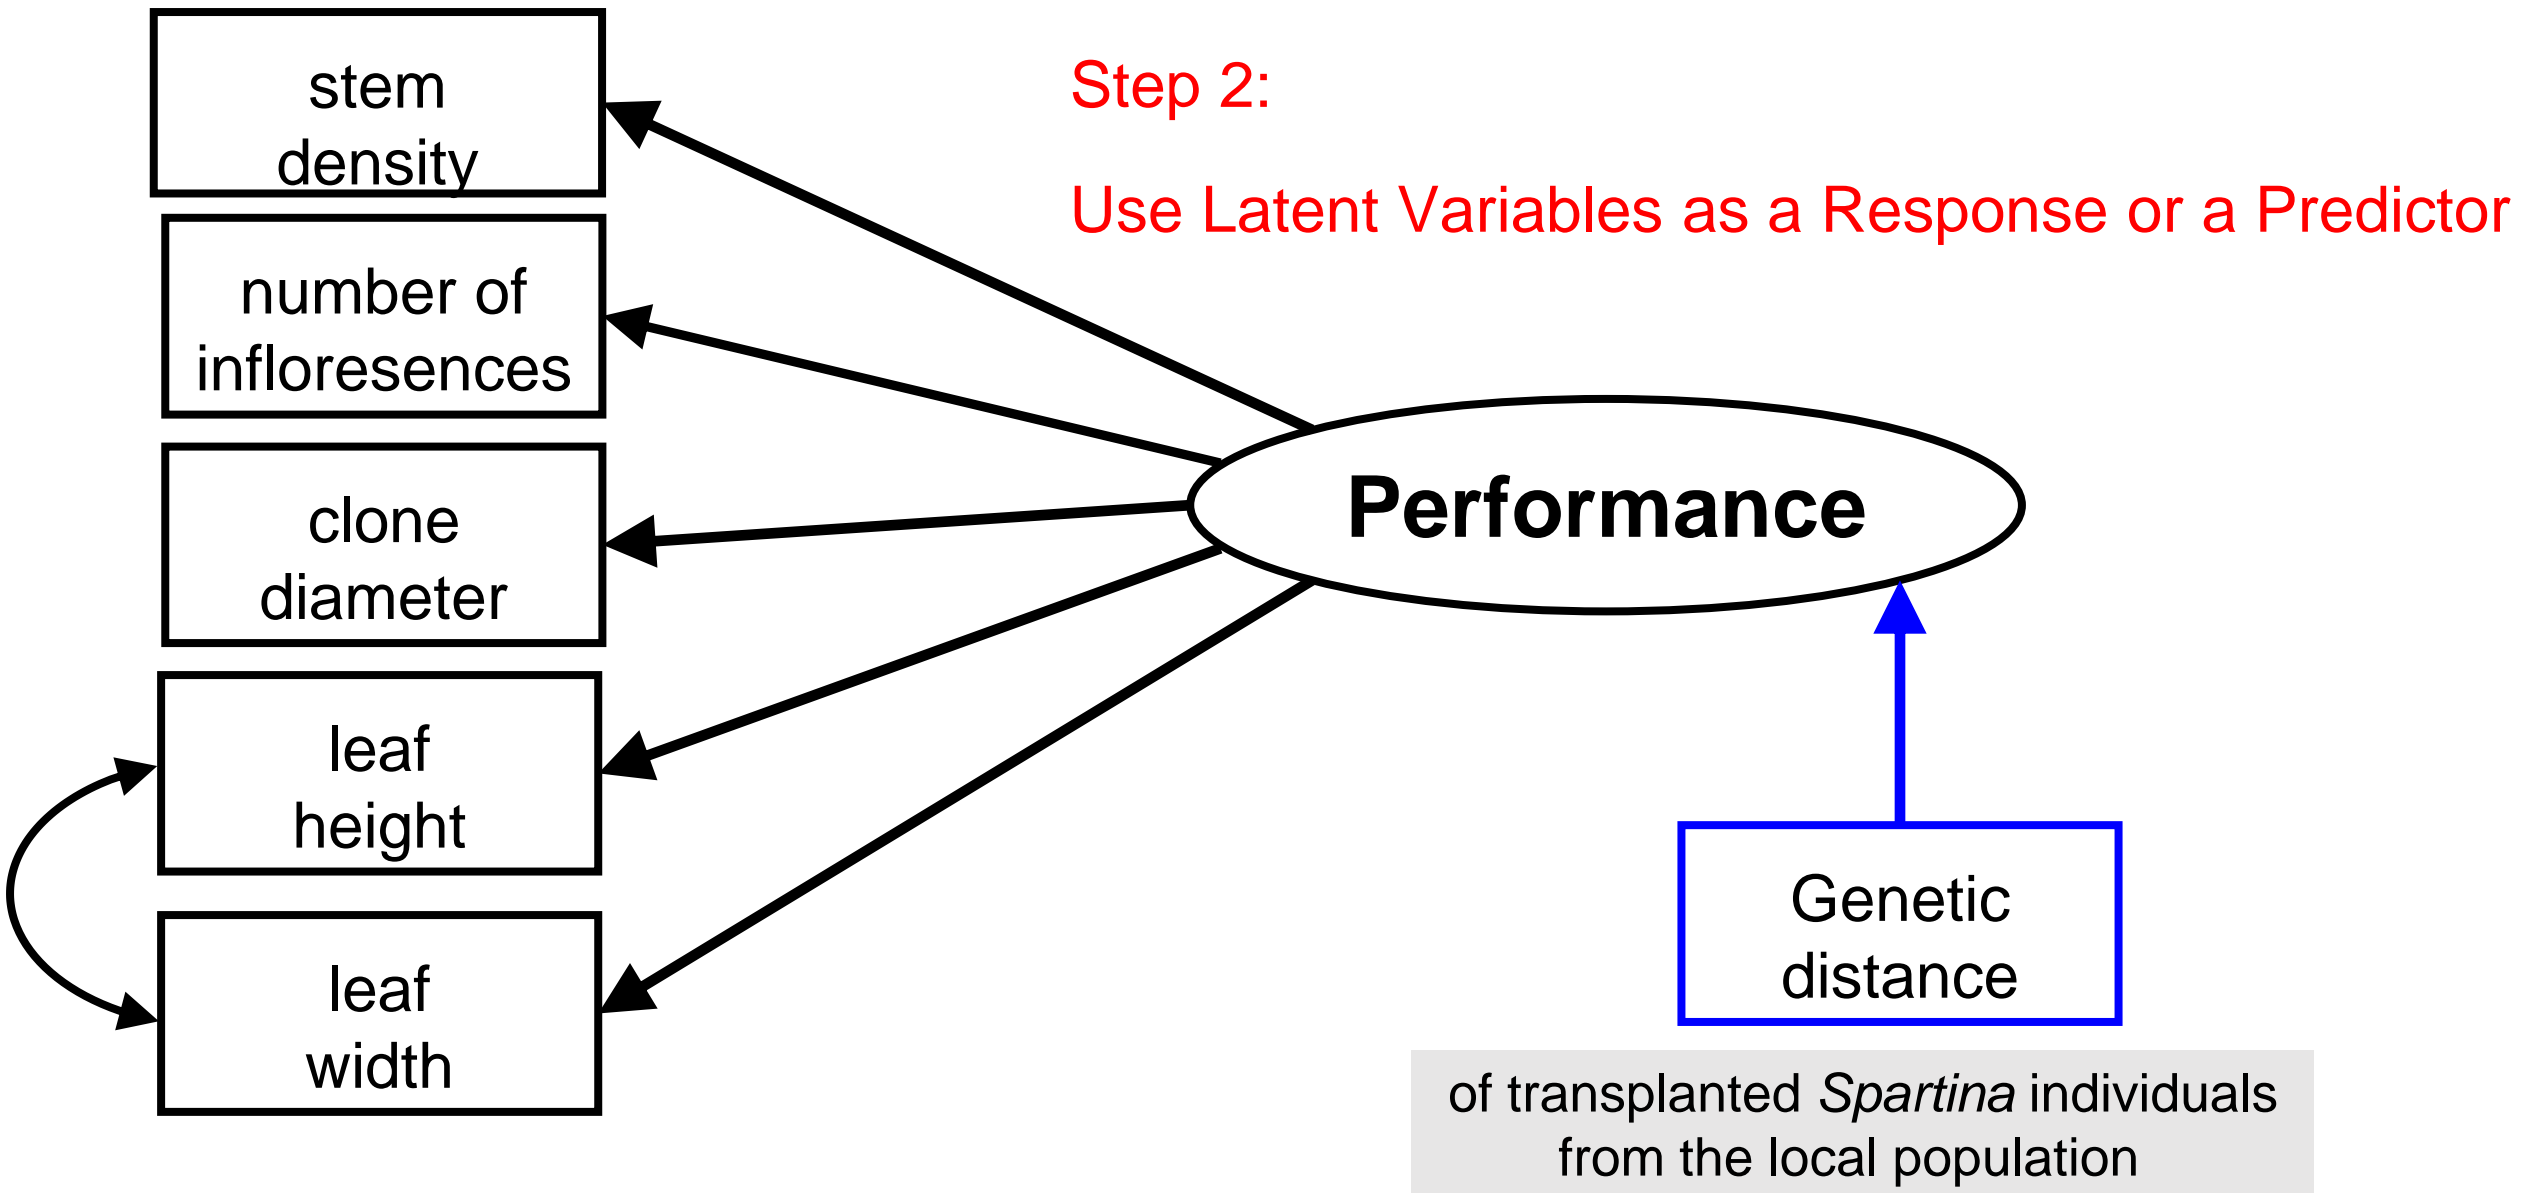 stem
density
Step 2:
Use Latent Variables as a Response or a Predictor
number of
infloresences
clone
diameter
Performance
leaf
height
leaf
width
Genetic
distance
of transplanted Spartina individuals
from the local population